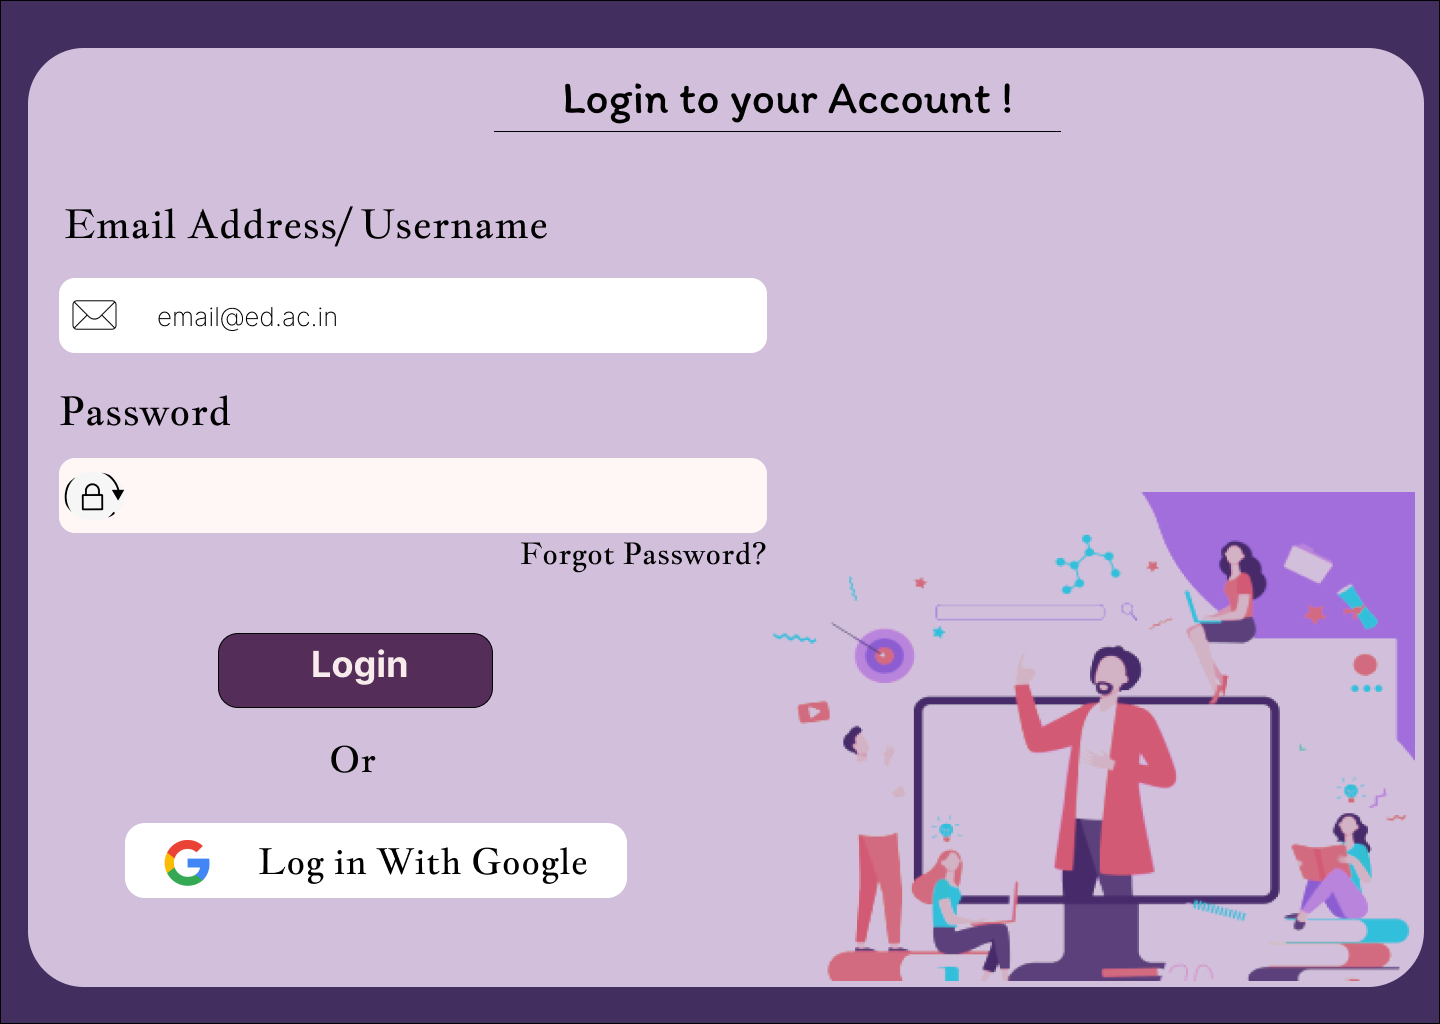 Login to your Account !
Email Address/ Username
email@ed.ac.in
Password
Forgot Password?
Login
Or
Log in With Google